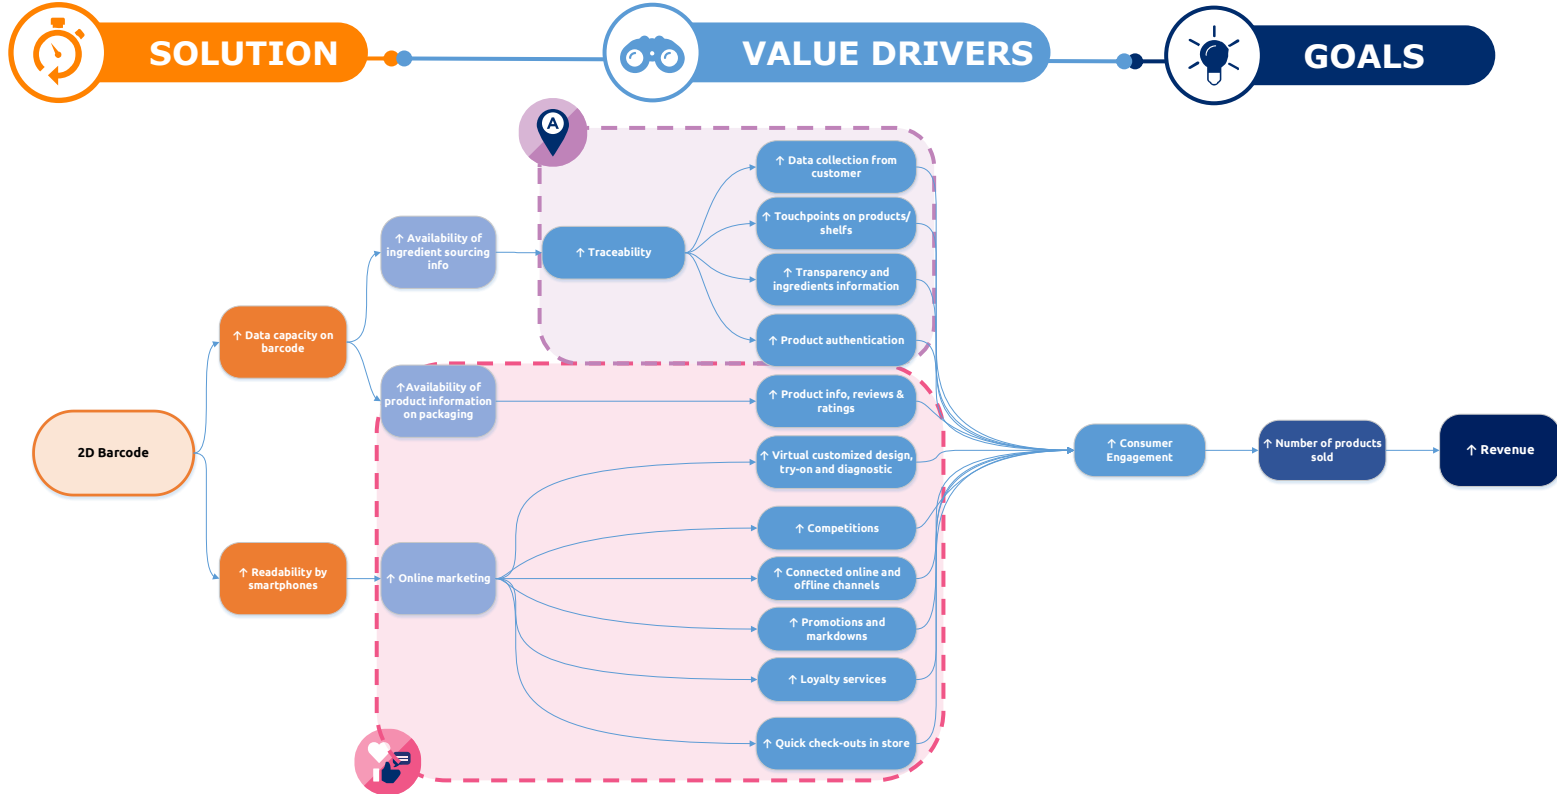 SOLUTION
VALUE DRIVERS
GOALS
A
↑ Data collection from
customer
↑ Touchpoints on products/
shelfs
↑ Availability of
ingredient sourcing
info
↑ Traceability
↑ Transparency and
ingredients information
↑ Data capacity on
barcode
↑ Product authentication
↑Availability of
product information
on packaging
↑ Product info, reviews &
ratings
2D Barcode
↑ Virtual customized design,
try-on and diagnostic
↑ Consumer
Engagement
↑ Number of products
sold
↑ Revenue
↑ Competitions
↑ Readability by
smartphones
↑ Online marketing
↑ Connected online and
offline channels
↑ Promotions and
markdowns
↑ Loyalty services
↑ Quick check-outs in store